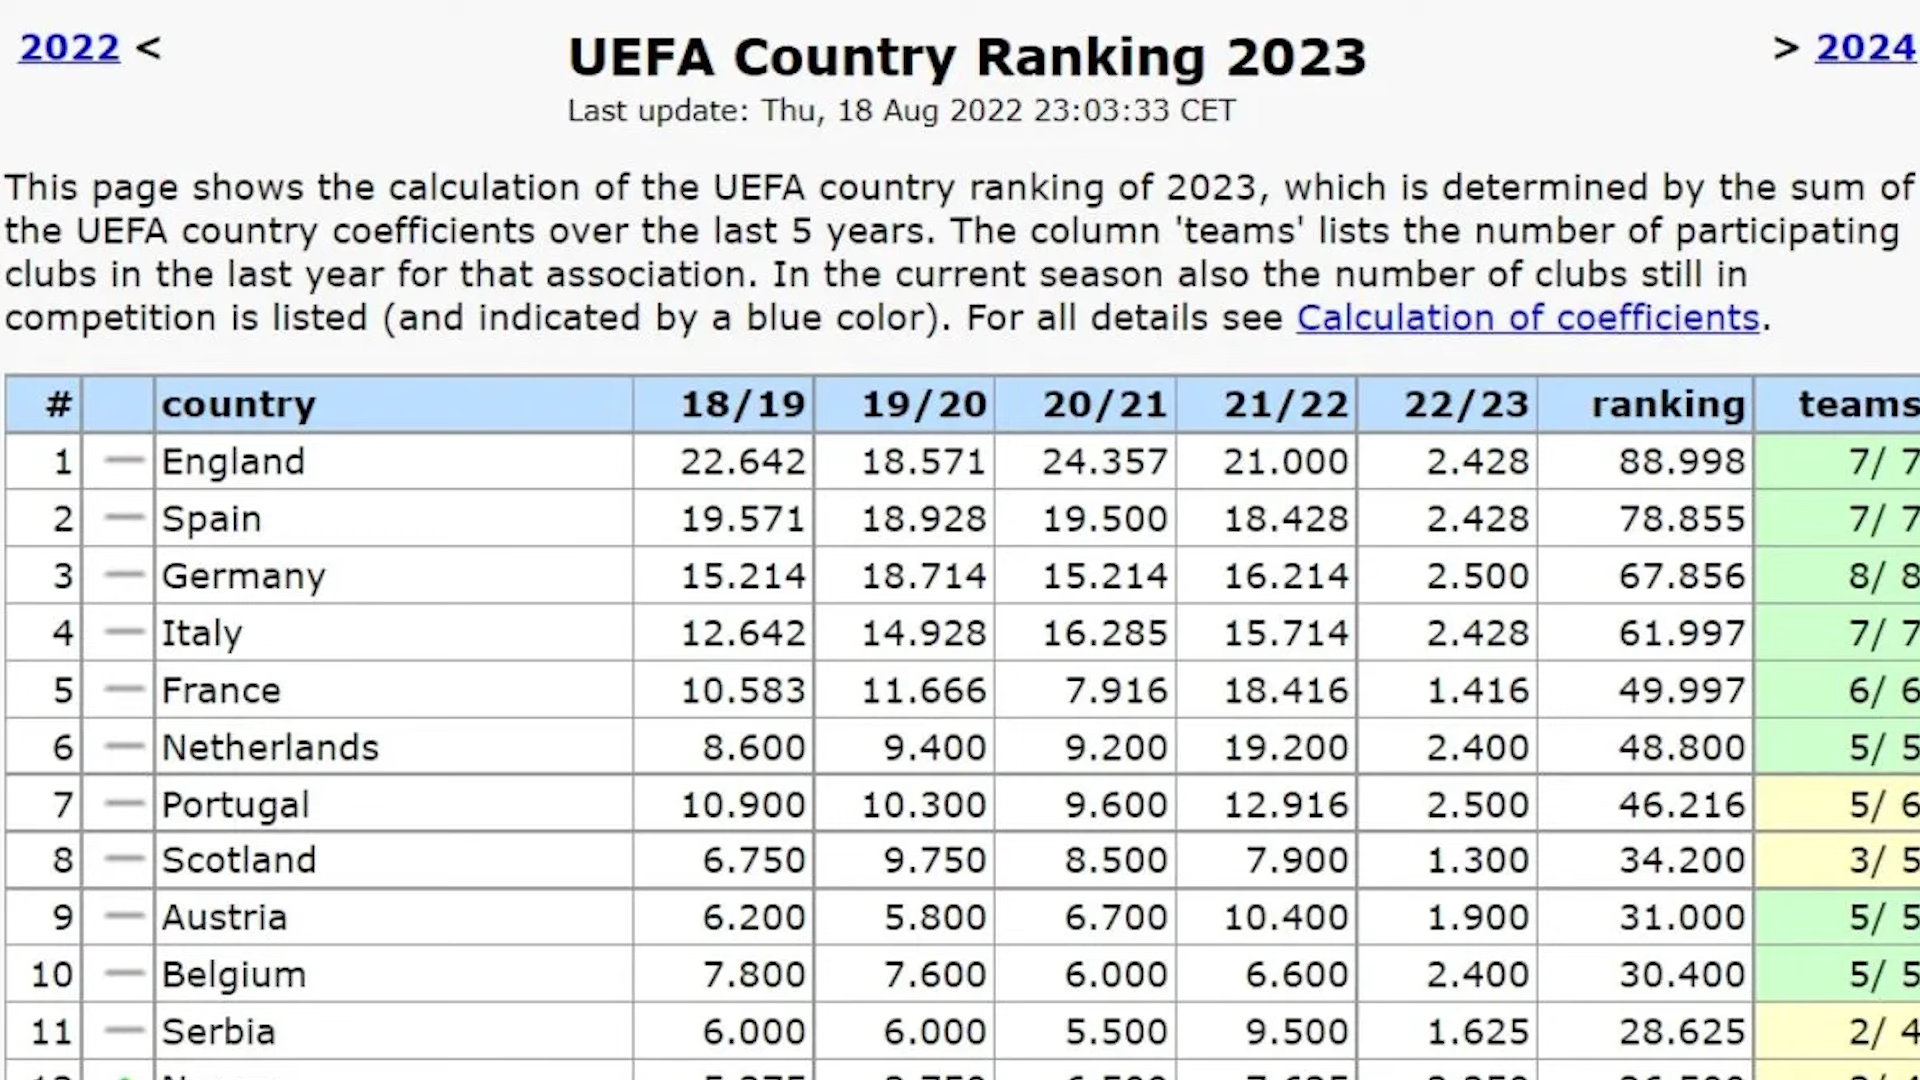 2022 < UEFA Country Ranking 2023 > 2024
Last update: Thu, 18 Aug 2022 23:03:33 CET
This page shows the calculation of the UEFA country ranking of 2023, which is determined by the sum of
the UEFA country coefficients over the last 5 years. The column 'teams' lists the number of participating
clubs in the last year for that association. In the current season also the number of clubs still in
competition is listed (and indicated by a blue color). For all details see Calculation of coefficients.
# country 18/19 19/20 20/21 21/22 22/23 ranking teams
1 England 22.642 18.571 24.357 21.000 2.428 88.998 7/ 7
2 Spain 19.571 18.928 19.500 18.428 2.428 78.855 7/ 7
3 Germany 15.214 18.714 15.214 16.214 2.500 67.856 8/ 8
4 Italy 12.642 14.928 16.285 15.714 2.428 61.997 7/ 7
5 France 10.583 11.666 7.916 18.416 1.416 49.997 6/ 6
6 Netherlands 8.600 9.400 9.200 19.200 2.400 48.800 5/ 5
7 Portugal 10.900 10.300 9.600 12.916 2.500 46.216 5/ 6
8 Scotland 6.750 9.750 8.500 7.900 1.300 34.200 3/ 5
9 Austria 6.200 5.800 6.700 10.400 1.900 31.000 5/ 5
10 Belgium 7.800 7.600 6.000 6.600 2.400 30.400 5/ 5
11 Serbia 6.000 6.000 5.500 9.500 1.625 28.625 2/ 4